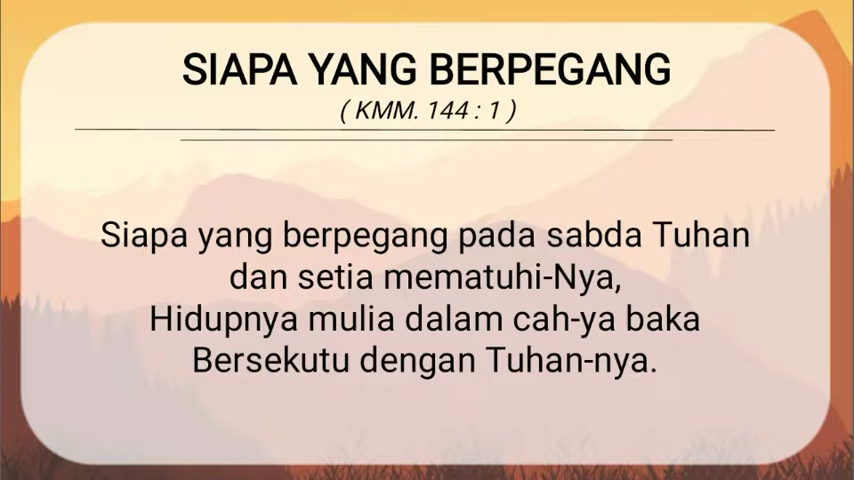 SIAPA YANG BERPEGANG
( KMM. 144 : 1 )
Siapa yang berpegang pada sabda Tuhan
dan setia mematuhi-Nya,
Hidupnya mulia dalam cah-ya baka
Bersekutu dengan Tuhan-nya.